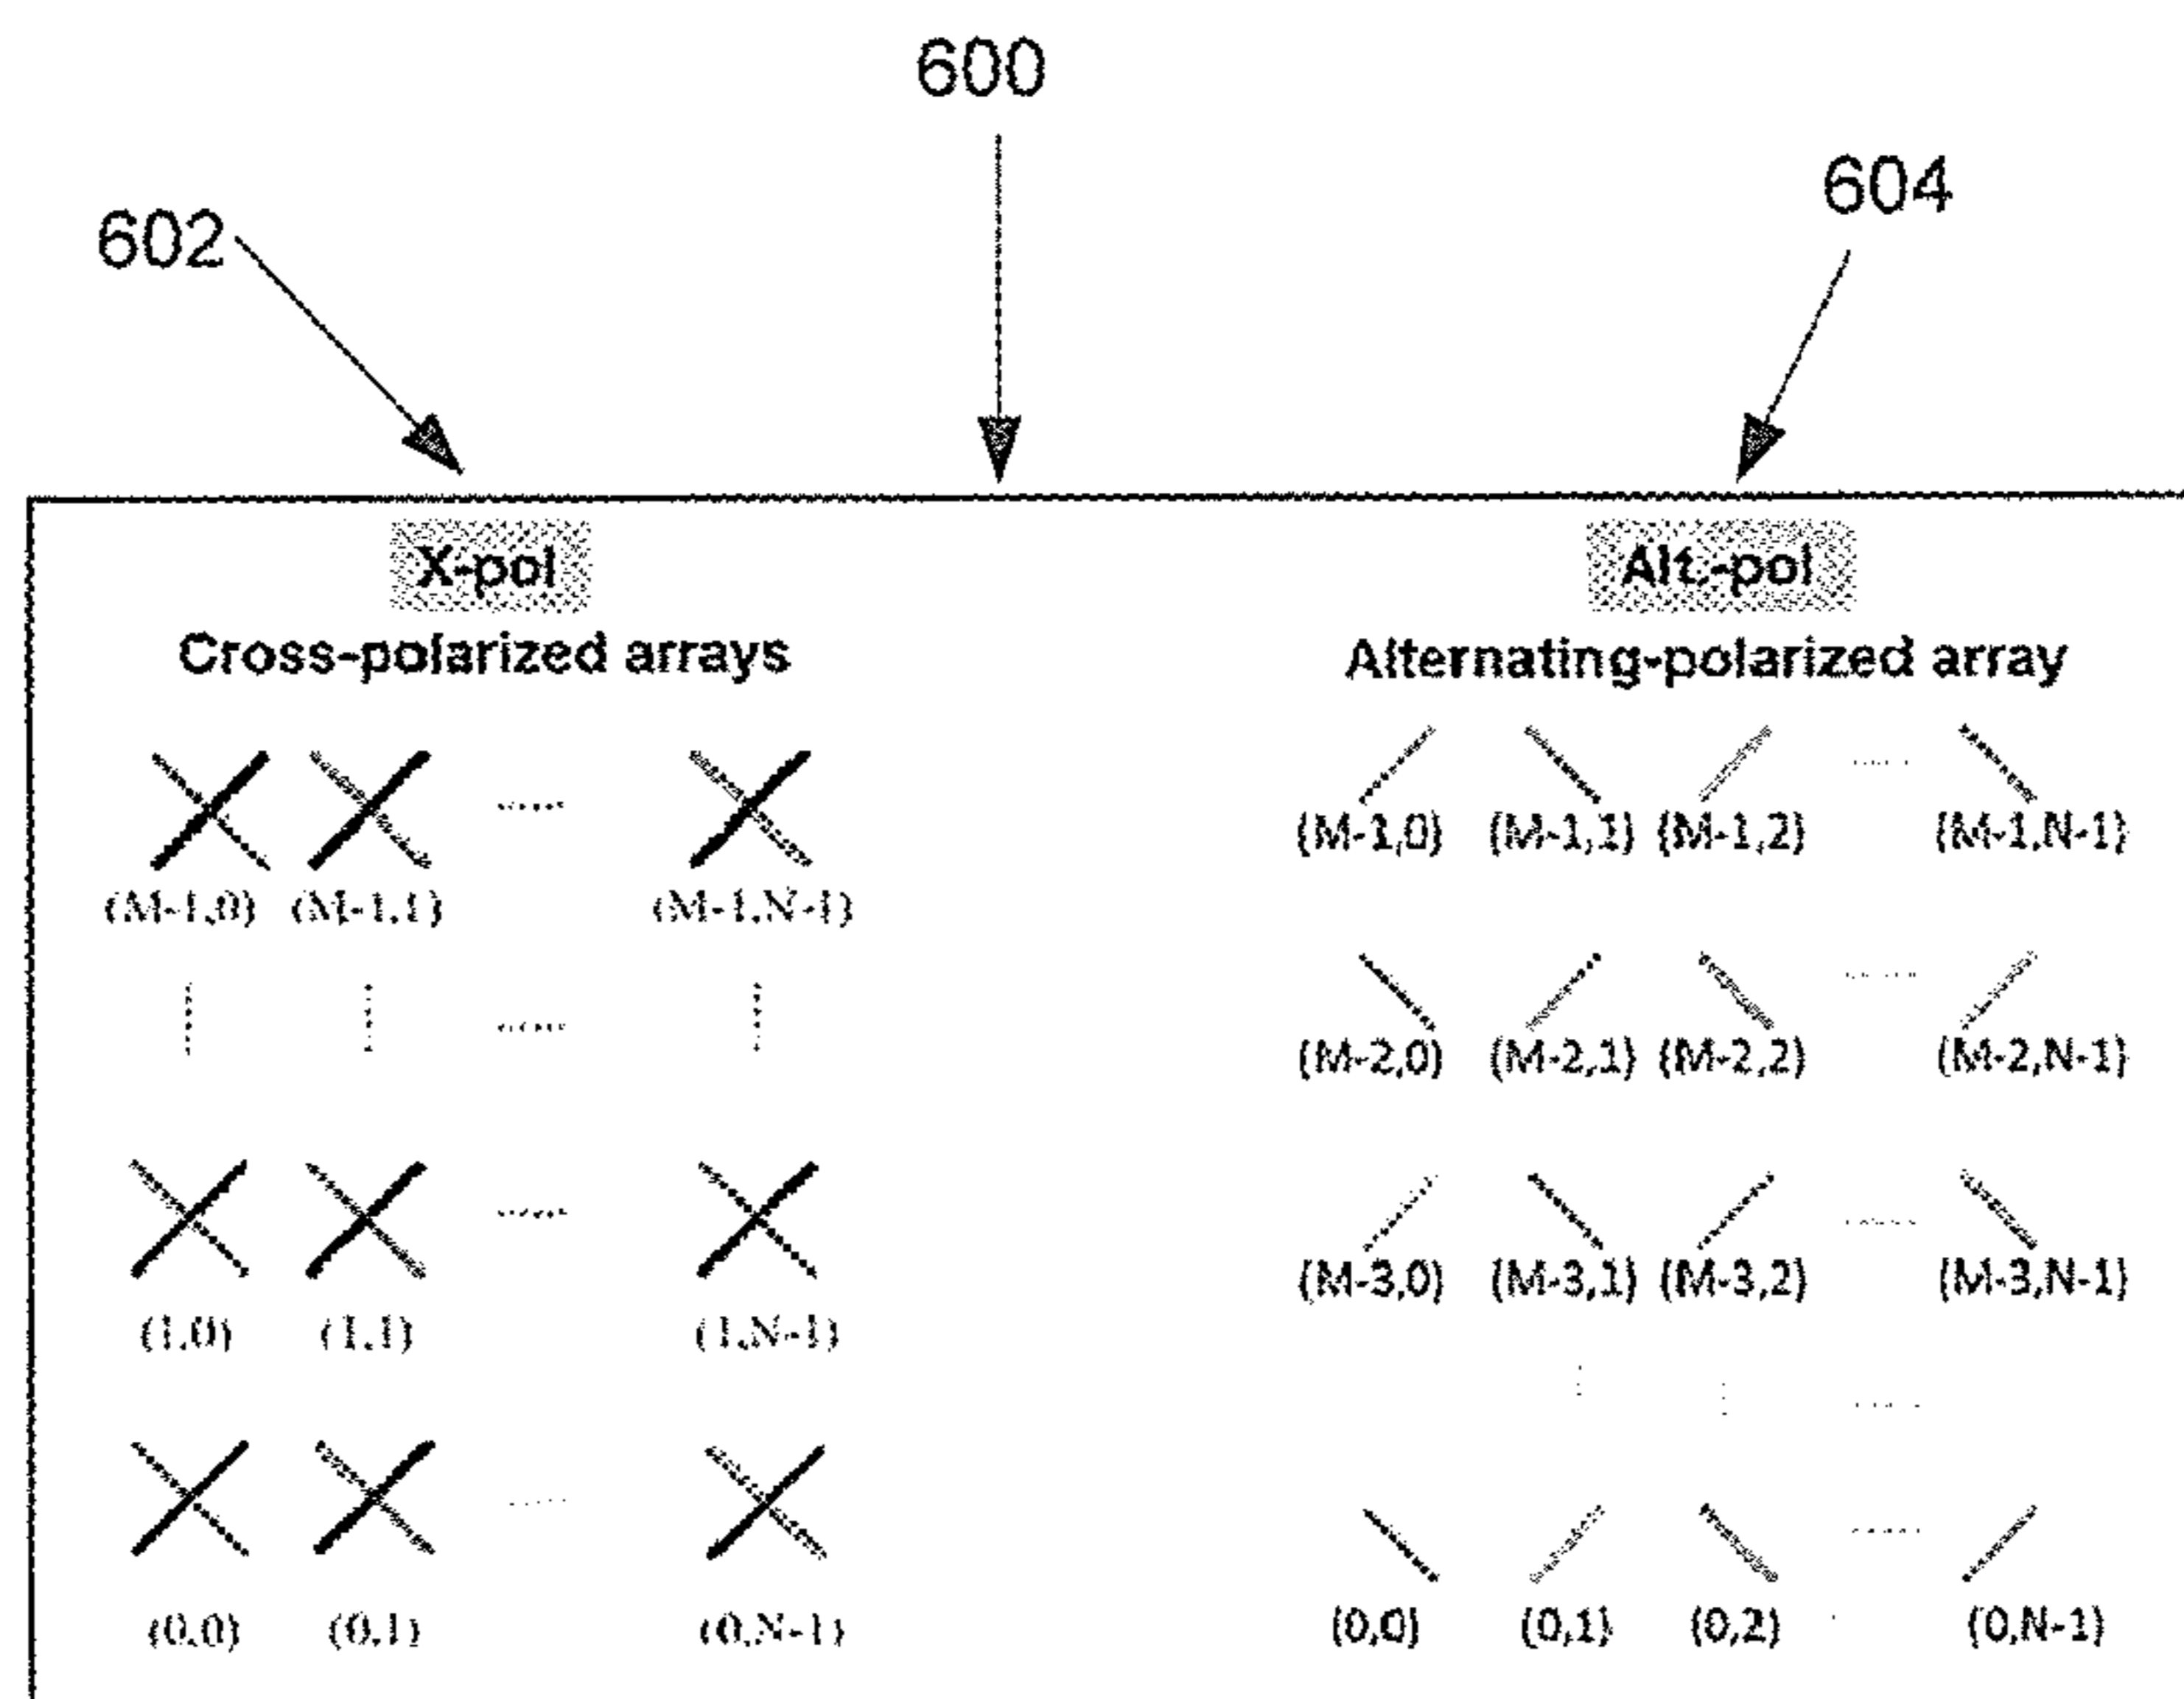 600
604
602
X-pol
Alt.-pol
Cross-polarized arrays
Alternating-polarized array
(M-1,0) (M-1,1) (M-1,N-1)
(M-1,0) (M-1,1) (M-1,2) (M-1,N-1)
(M-2,0) (M-2,1) (M-2,2) (M-2,N-1)
(1,0) (1,1) (1,N-1)
(M-3,0) (M-3,1) (M-3,2) (M-3,N-1)
(0,0) (0,1) (0,N-1)
(0,0) (0,1) (0,2) (0,N-1)